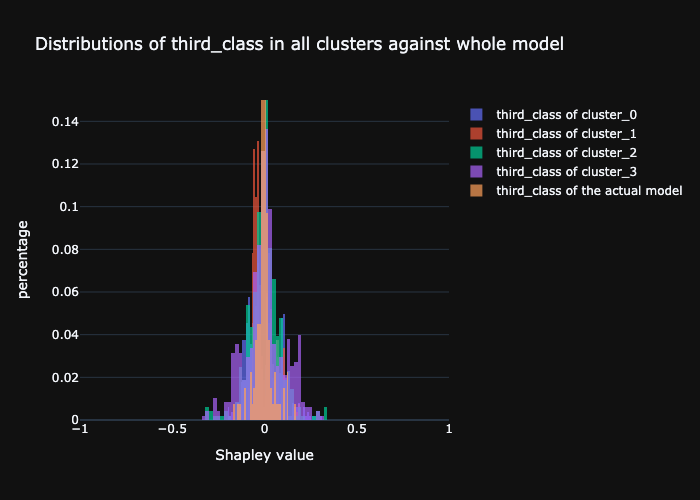 Distributions of third_class in all clusters against whole model
third_class of cluster_0
third_class of cluster_1
third_class of cluster_2
third_class of cluster_3
third_class of the actual model
percentage
0.14
0.12
0.1
0.08
0.06
0.04
0.02
0
−1
−0.5
0
0.5
1
Shapley value